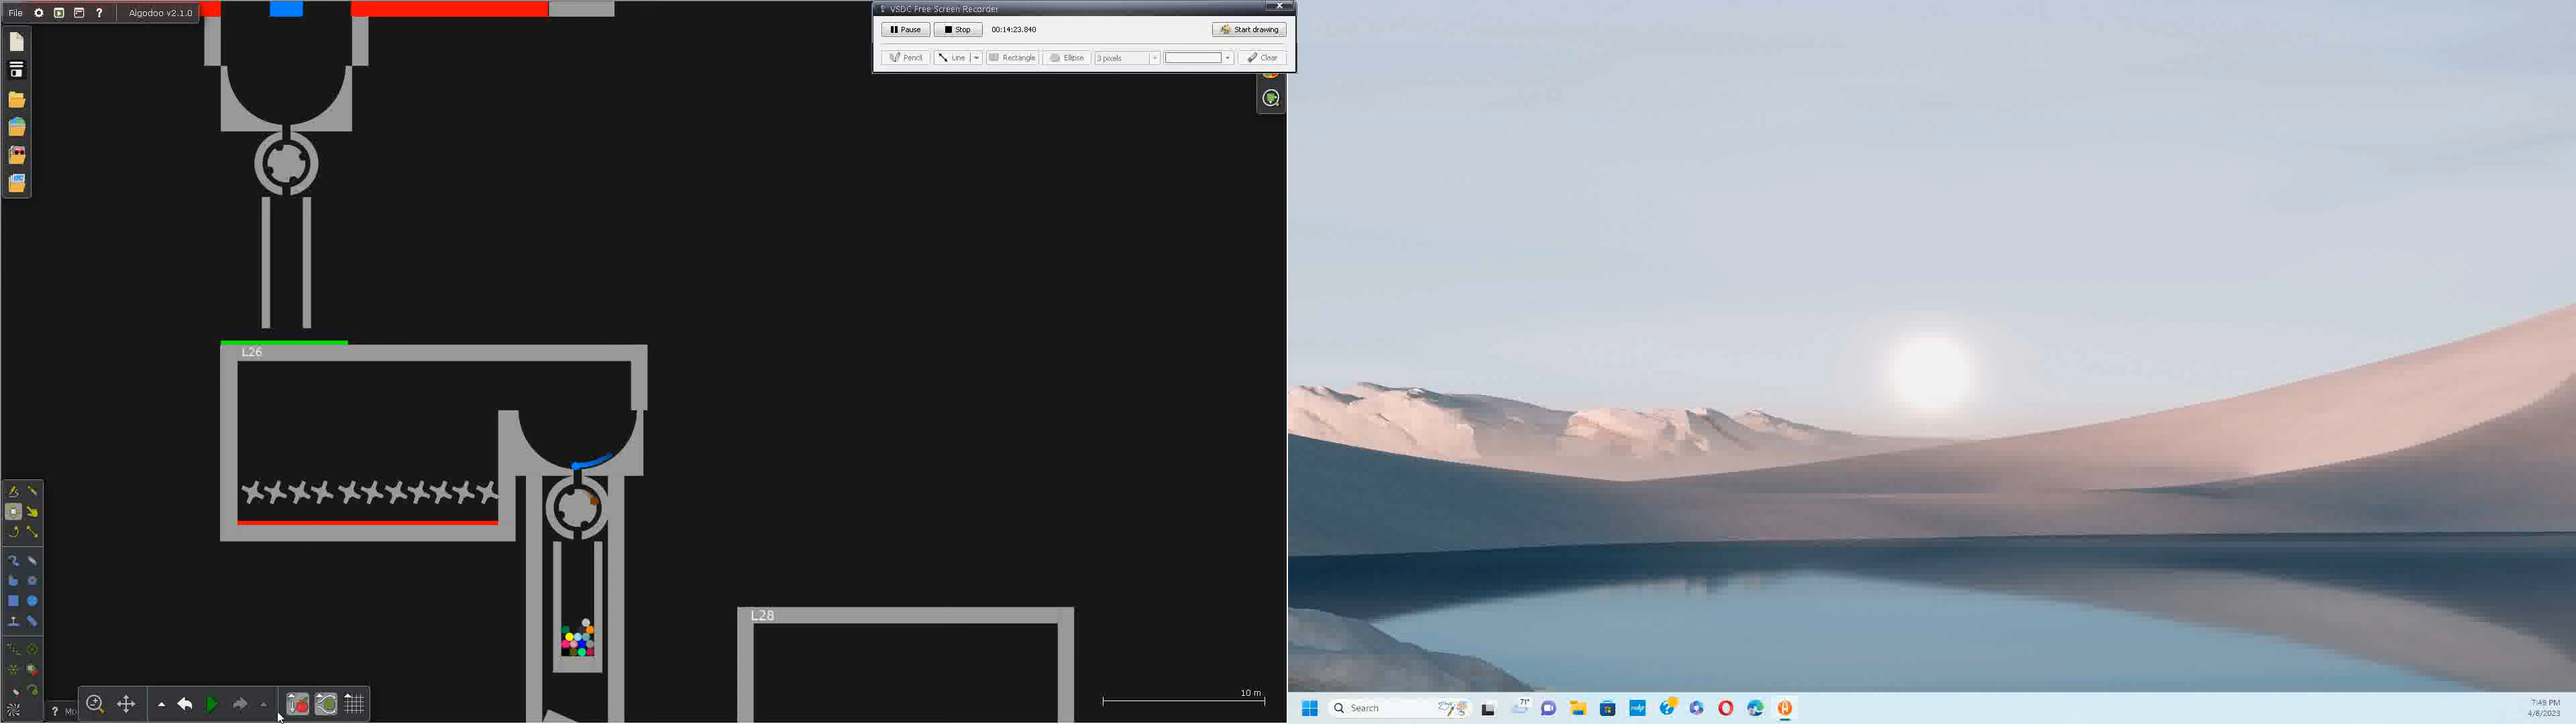 File
Algodoo v2.1.0
VSDC Free Screen Recorder
Pause
Stop
00:14:23.840
Start drawing
Pencil
Line
Rectangle
Ellipse
3 pixels
Clear
L26
L28
10 m
?
Search
71°
7:49 PM
4/8/2023